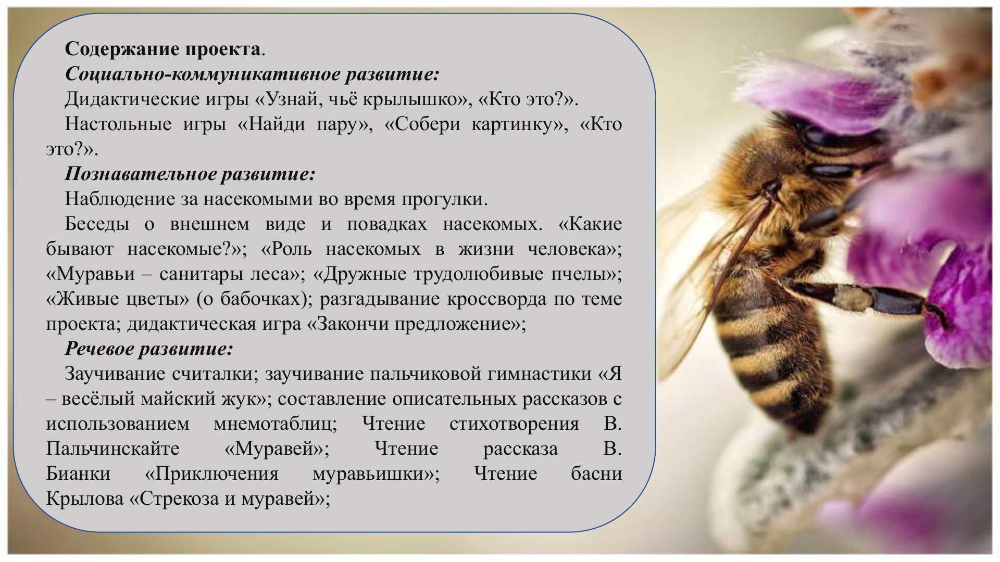 Содержание проекта.
Социально-коммуникативное развитие:
Дидактические игры «Узнай, чьё крылышко», «Кто это?».
Настольные игры «Найди пару», «Собери картинку», «Кто
это?».
Познавательное развитие:
Наблюдение за насекомыми во время прогулки.
Беседы о внешнем виде и повадках насекомых. «Какие
бывают насекомые?»; «Роль насекомых в жизни человека»;
«Муравьи – санитары леса»; «Дружные трудолюбивые пчелы»;
«Живые цветы» (о бабочках); разгадывание кроссворда по теме
проекта; дидактическая игра «Закончи предложение»;
Речевое развитие:
Заучивание считалки; заучивание пальчиковой гимнастики «Я
– весёлый майский жук»; составление описательных рассказов с
использованием мнемотаблиц; Чтение стихотворения В.
Пальчинскайте «Муравей»; Чтение рассказа В.
Бианки «Приключения муравьишки»; Чтение басни
Крылова «Стрекоза и муравей»;